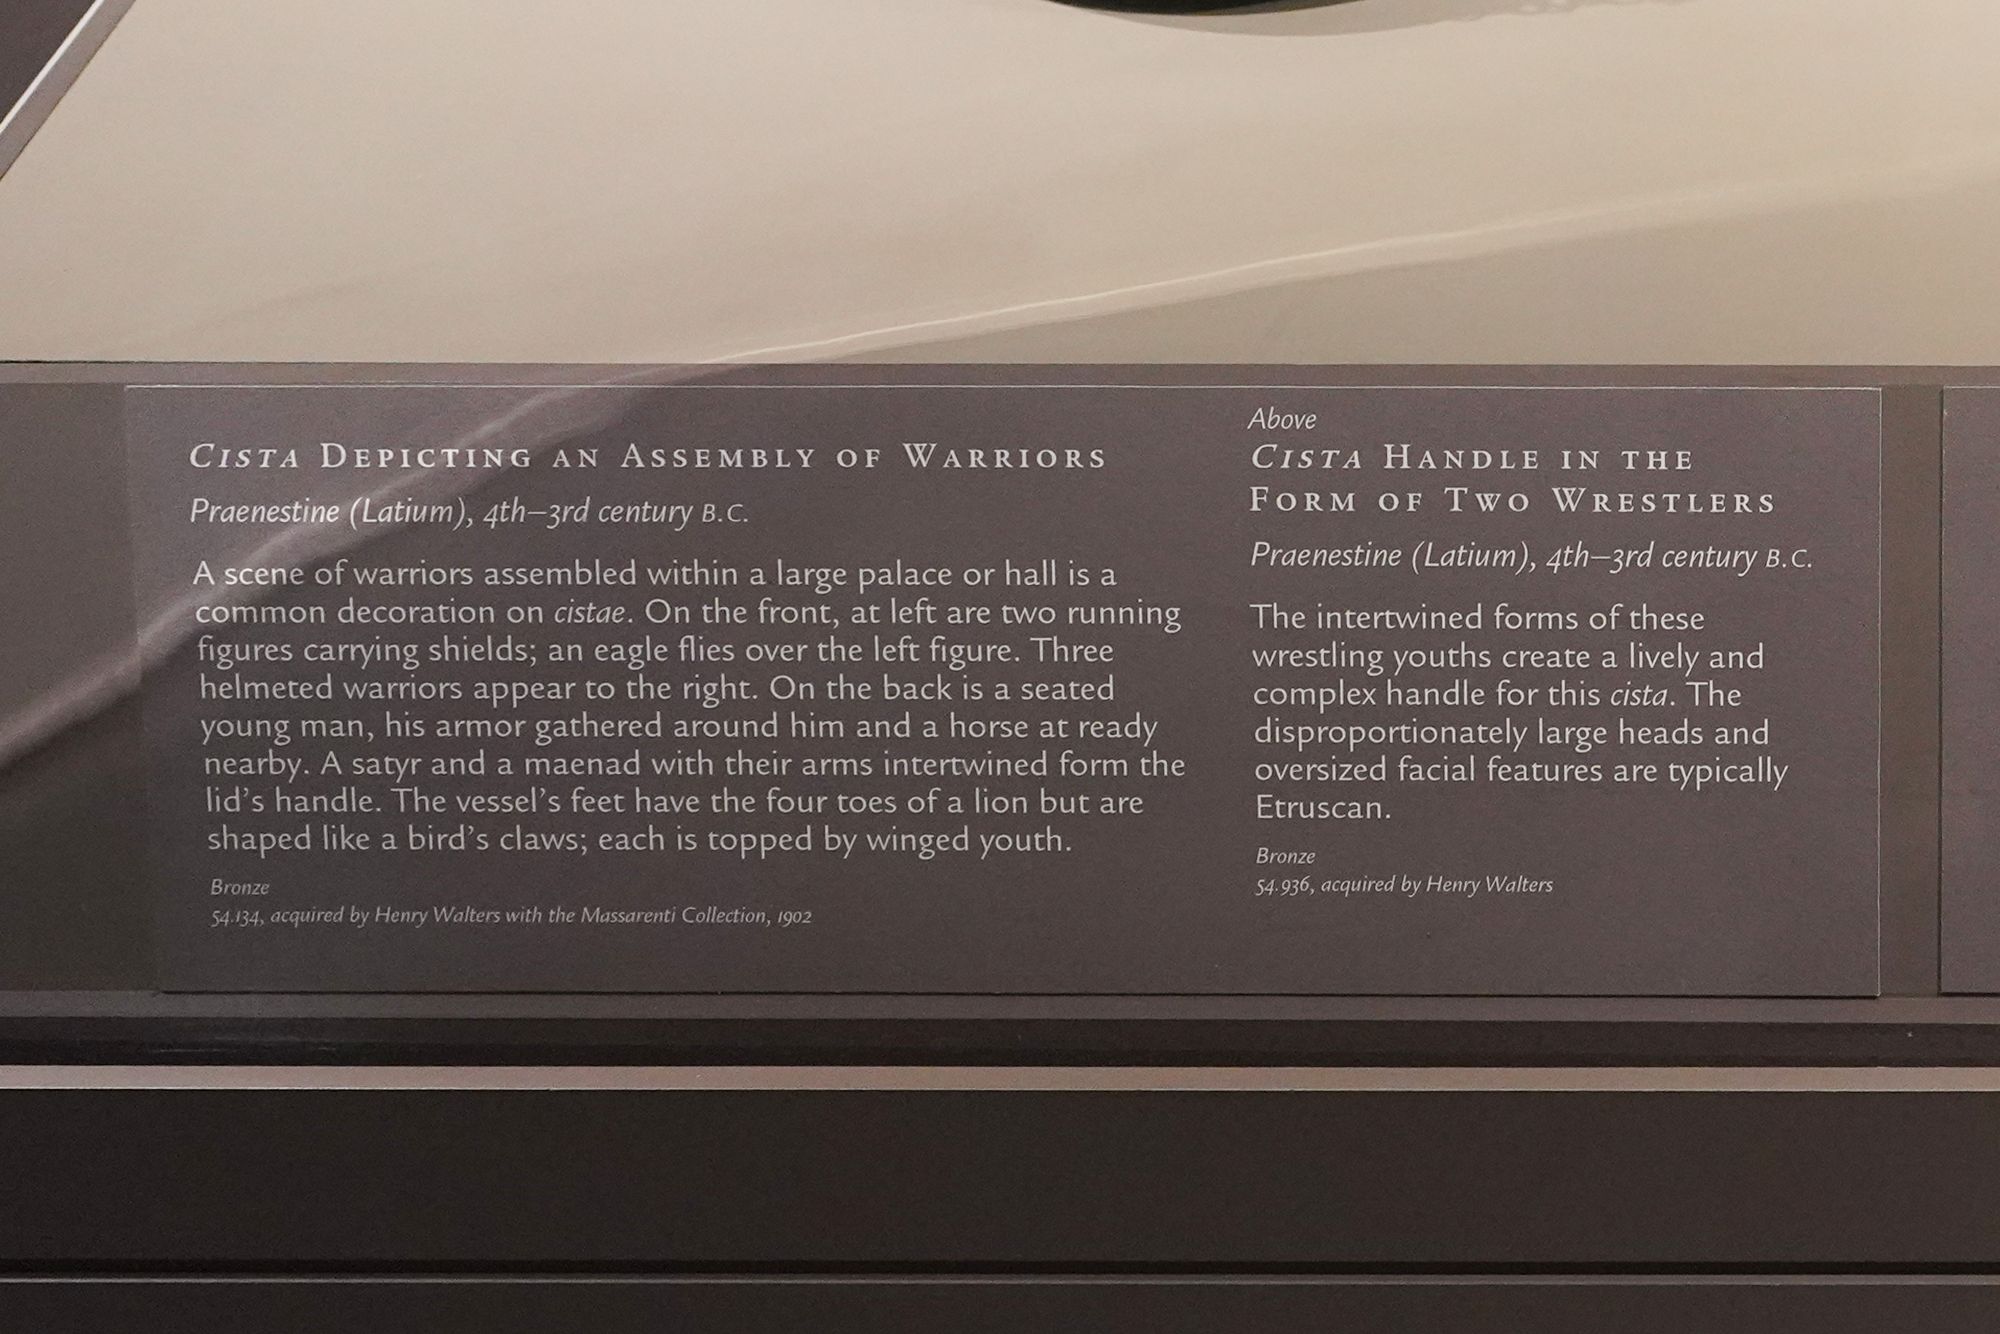 Cista Depicting an Assembly of Warriors
Praenestine (Latium), 4th–3rd century B.C.
A scene of warriors assembled within a large palace or hall is a
common decoration on cistae. On the front, at left are two running
figures carrying shields; an eagle flies over the left figure. Three
helmeted warriors appear to the right. On the back is a seated
young man, his armor gathered around him and a horse at ready
nearby. A satyr and a maenad with their arms intertwined form the
lid's handle. The vessel's feet have the four toes of a lion but are
shaped like a bird's claws; each is topped by winged youth.
Bronze
54.134, acquired by Henry Walters with the Massarenti Collection, 1902
Above
Cista Handle in the
Form of Two Wrestlers
Praenestine (Latium), 4th–3rd century B.C.
The intertwined forms of these
wrestling youths create a lively and
complex handle for this cista. The
disproportionately large heads and
oversized facial features are typically
Etruscan.
Bronze
54.936, acquired by Henry Walters